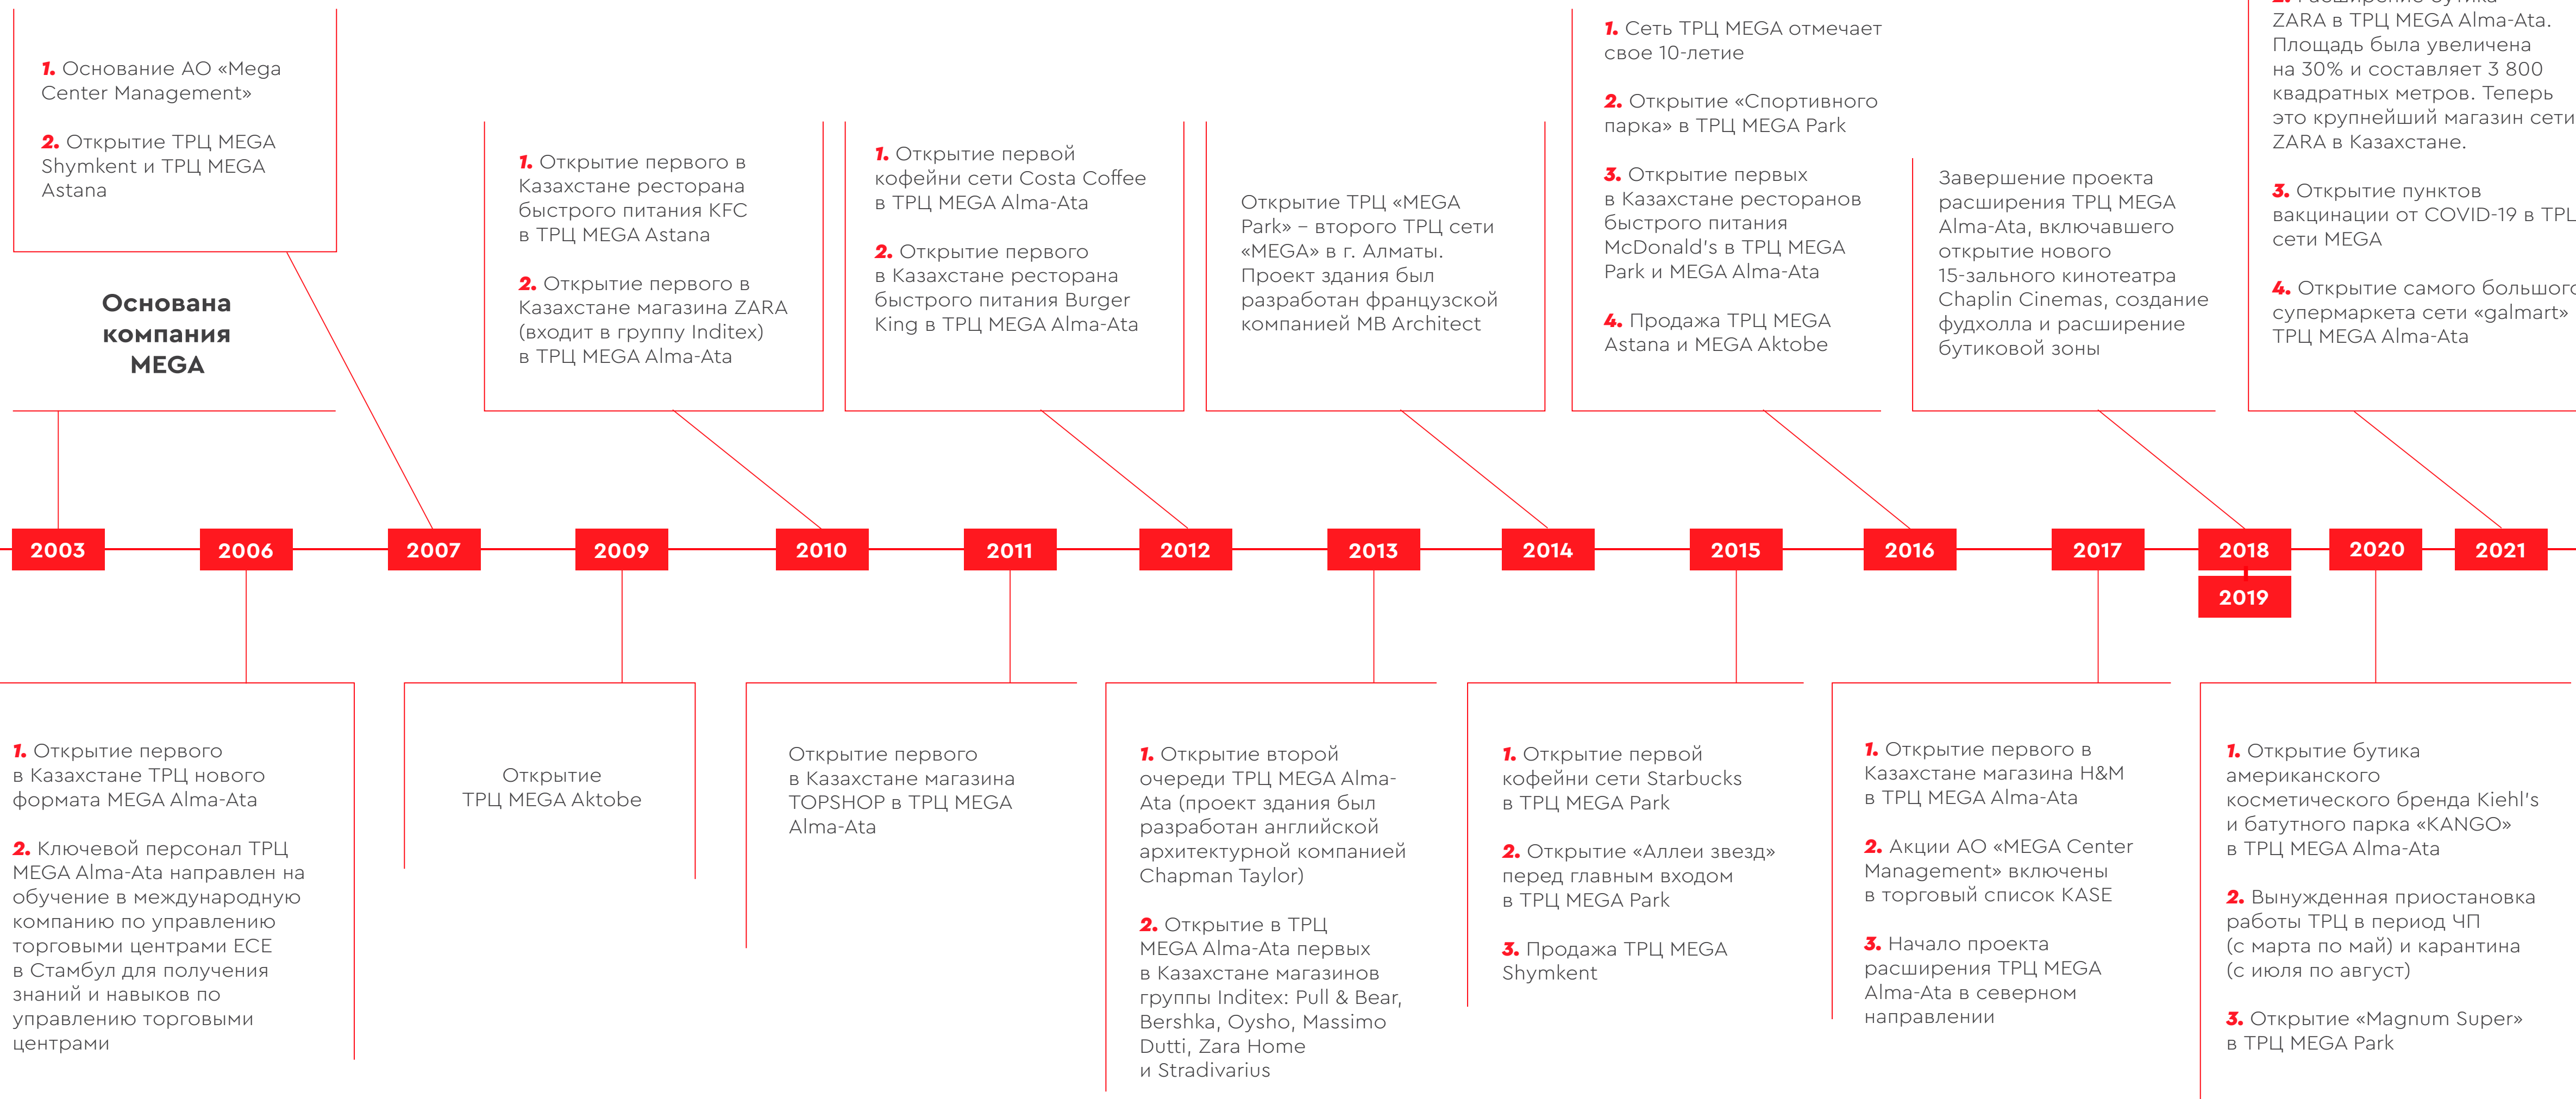 1. Основание АО «Mega
Center Management»
2. Открытие ТРЦ MEGA
Shymkent и ТРЦ MEGA
Astana
Основана
компания
MEGA
1. Открытие первого в
Казахстане ресторана
быстрого питания KFC
в ТРЦ MEGA Astana
2. Открытие первого в
Казахстане магазина ZARA
(входит в группу Inditex)
в ТРЦ MEGA Alma-Ata
1. Открытие первой
кофейни сети Costa Coffee
в ТРЦ MEGA Alma-Ata
2. Открытие первого
в Казахстане ресторана
быстрого питания Burger
King в ТРЦ MEGA Alma-Ata
Открытие ТРЦ «MEGA
Park» – второго ТРЦ сети
«MEGA» в г. Алматы.
Проект здания был
разработан французской
компанией MB Architect
1. Сеть ТРЦ MEGA отмечает
свое 10-летие
2. Открытие «Спортивного
парка» в ТРЦ MEGA Park
3. Открытие первых
в Казахстане ресторанов
быстрого питания
McDonald's в ТРЦ MEGA
Park и MEGA Alma-Ata
4. Продажа ТРЦ MEGA
Astana и MEGA Aktobe
Завершение проекта
расширения ТРЦ MEGA
Alma-Ata, включавшего
открытие нового
15-зального кинотеатра
Chaplin Cinemas, создание
фудхолла и расширение
бутиковой зоны
2. Расширение бутика
ZARA в ТРЦ MEGA Alma-Ata.
Площадь была увеличена
на 30% и составляет 3 800
квадратных метров. Теперь
это крупнейший магазин сети
ZARA в Казахстане.
3. Открытие пунктов
вакцинации от COVID-19 в ТРЦ
сети MEGA
4. Открытие самого большого
супермаркета сети «galmart»
ТРЦ MEGA Alma-Ata
2003
2006
2007
2009
2010
2011
2012
2013
2014
2015
2016
2017
2018
2020
2021
2019
1. Открытие первого
в Казахстане ТРЦ нового
формата MEGA Alma-Ata
2. Ключевой персонал ТРЦ
MEGA Alma-Ata направлен на
обучение в международную
компанию по управлению
торговыми центрами ECE
в Стамбул для получения
знаний и навыков по
управлению торговыми
центрами
Открытие
ТРЦ MEGA Aktobe
Открытие первого
в Казахстане магазина
TOPSHOP в ТРЦ MEGA
Alma-Ata
1. Открытие второй
очереди ТРЦ MEGA Alma-
Ata (проект здания был
разработан английской
архитектурной компанией
Chapman Taylor)
2. Открытие в ТРЦ
MEGA Alma-Ata первых
в Казахстане магазинов
группы Inditex: Pull & Bear,
Bershka, Oysho, Massimo
Dutti, Zara Home
и Stradivarius
1. Открытие первой
кофейни сети Starbucks
в ТРЦ MEGA Park
2. Открытие «Аллеи звезд»
перед главным входом
в ТРЦ MEGA Park
3. Продажа ТРЦ MEGA
Shymkent
1. Открытие первого в
Казахстане магазина H&M
в ТРЦ MEGA Alma-Ata
2. Акции АО «MEGA Center
Management» включены
в торговый список KASE
3. Начало проекта
расширения ТРЦ MEGA
Alma-Ata в северном
направлении
1. Открытие бутика
американского
косметического бренда Kiehl's
и батутного парка «KANGO»
в ТРЦ MEGA Alma-Ata
2. Вынужденная приостановка
работы ТРЦ в период ЧП
(с марта по май) и карантина
(с июля по август)
3. Открытие «Magnum Super»
в ТРЦ MEGA Park